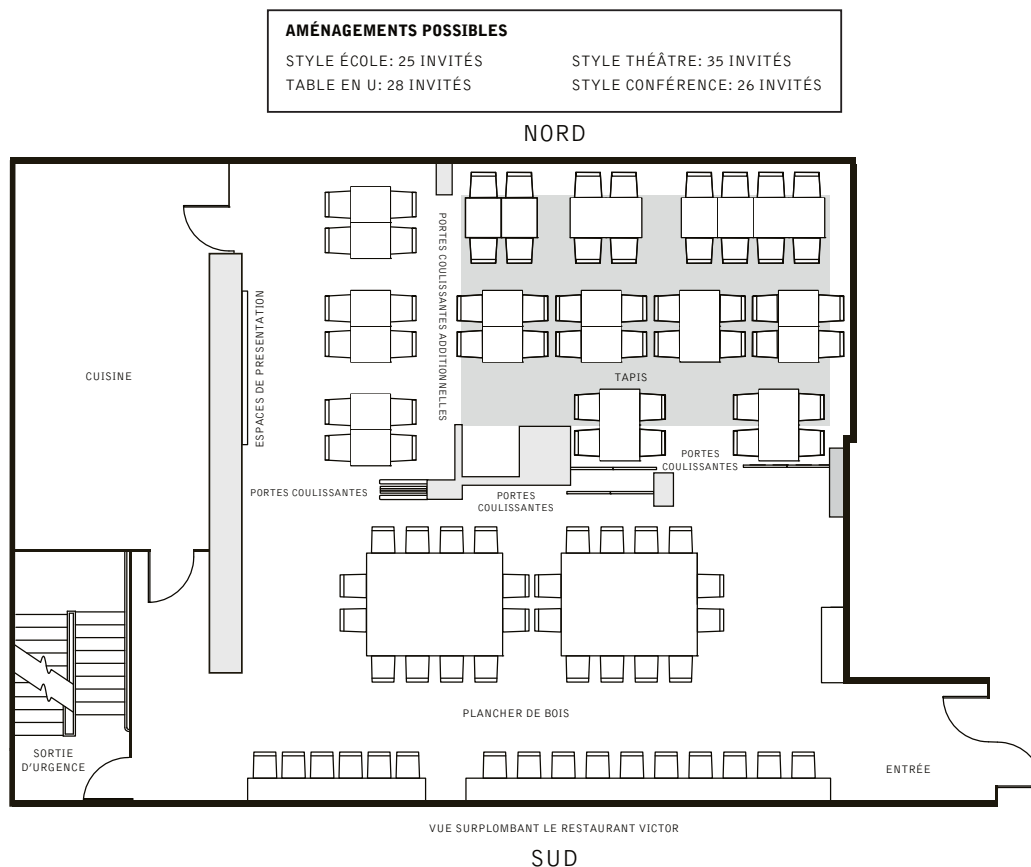 AMÉNAGEMENTS POSSIBLES
STYLE ÉCOLE: 25 INVITÉS
STYLE THÉÂTRE: 35 INVITÉS
TABLE EN U: 28 INVITÉS
STYLE CONFÉRENCE: 26 INVITÉS
NORD
PORTES COULISSANTES ADDITIONNELLES
ESPACES DE PRESENTATION
CUISINE
TAPIS
PORTES
COULISSANTES
PORTES COULISSANTES
PORTES
COULISSANTES
PLANCHER DE BOIS
SORTIE
D'URGENCE
ENTRÉE
VUE SURPLOMBANT LE RESTAURANT VICTOR
SUD